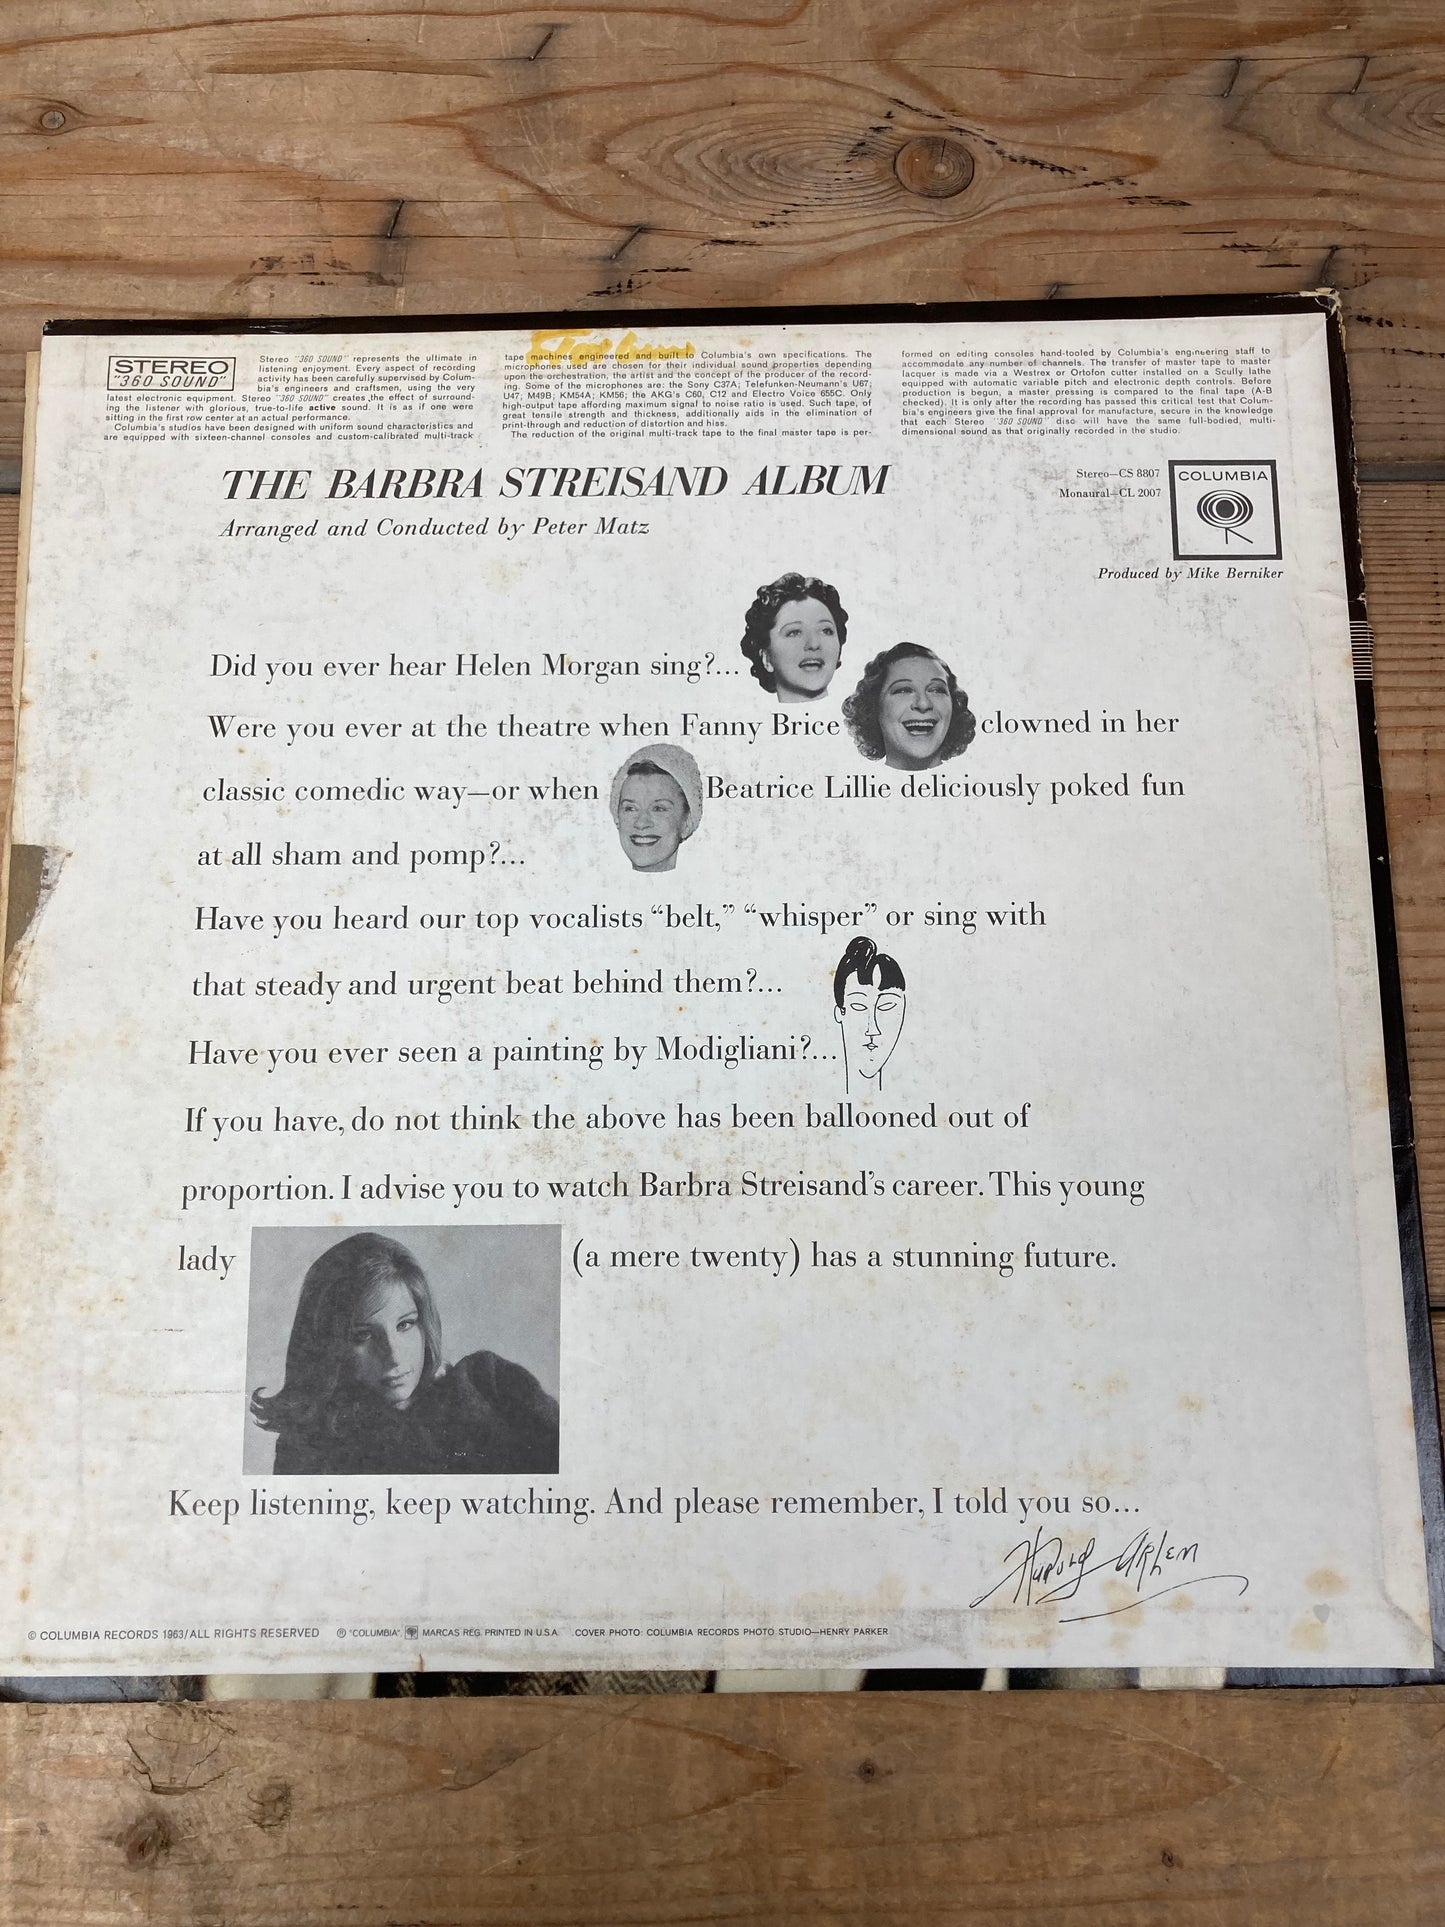 STEREO
"360 SOUND"
Stereo "360 SOUND" represents the ultimate in
listening enjoyment. Every aspect of recording
activity has been carefully supervised by Colum-
bia's engineers and craftsmen, using the very
latest electronic equipment. Stereo "360 SOUND" creates the effect of surround-
ing the listener with glorious, true-to-life active sound. It is as if one were
sitting in the first row center at an actual performance.
Columbia's studios have been designed with uniform sound characteristics and
are equipped with sixteen-channel consoles and custom-calibrated multi-track
tape machines engineered and built to Columbia's own specifications. The
microphones used are chosen for their individual sound properties depending
upon the orchestration, the artist and the concept of the producer of the record-
ing. Some of the microphones are: the Sony C37A; Telefunken-Neumann's U67;
U47; M49B; KM54A; KM56; the AKG's C60, C12 and Electro Voice 655C. Only
high-output tape affording maximum signal to noise ratio is used. Such tape, of
great tensile strength and thickness, additionally aids in the elimination of
print-through and reduction of distortion and hiss.
The reduction of the original multi-track tape to the final master tape is per-
formed on editing consoles hand-tooled by Columbia's engineering staff to
accommodate any number of channels. The transfer of master tape to master
lacquer is made via a Westrex or Ortofon cutter installed on a Scully lathe
equipped with automatic variable pitch and electronic depth controls. Before
production is begun, a master pressing is compared to the final tape (A-B
checked). It is only after the recording has passed this critical test that Colum-
bia's engineers give the final approval for manufacture, secure in the knowledge
that each Stereo "360 SOUND" disc will have the same full-bodied, multi-
dimensional sound as that originally recorded in the studio.
THE BARBRA STREISAND ALBUM
Arranged and Conducted by Peter Matz
Stereo—CS 8807
Monaural—CL 2007
COLUMBIA
Produced by Mike Berniker
Did you ever hear Helen Morgan sing?...
Were you ever at the theatre when Fanny Brice clowned in her
classic comedic way—or when Beatrice Lillie deliciously poked fun
at all sham and pomp?...
Have you heard our top vocalists “belt,” “whisper” or sing with
that steady and urgent beat behind them?...
Have you ever seen a painting by Modigliani?...
If you have, do not think the above has been ballooned out of
proportion. I advise you to watch Barbra Streisand's career. This young
lady (a mere twenty) has a stunning future.
Keep listening, keep watching. And please remember, I told you so...
Harold Arlen
© COLUMBIA RECORDS 1963/ALL RIGHTS RESERVED ® "COLUMBIA", MARCAS REG. PRINTED IN U.S.A. COVER PHOTO: COLUMBIA RECORDS PHOTO STUDIO—HENRY PARKER